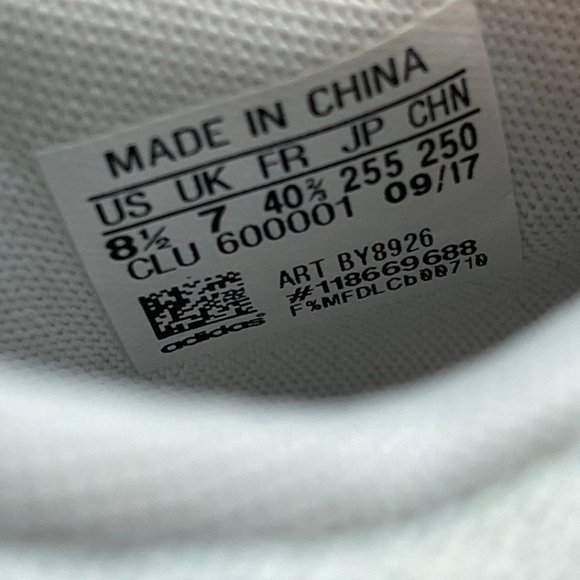 MADE IN CHINA
US UK FR JP CHN
8½ 7 40⅔ 255 250
CLU 600001 09/17
ART BY8926
#118669688
F%MFDLCb00710
adidas